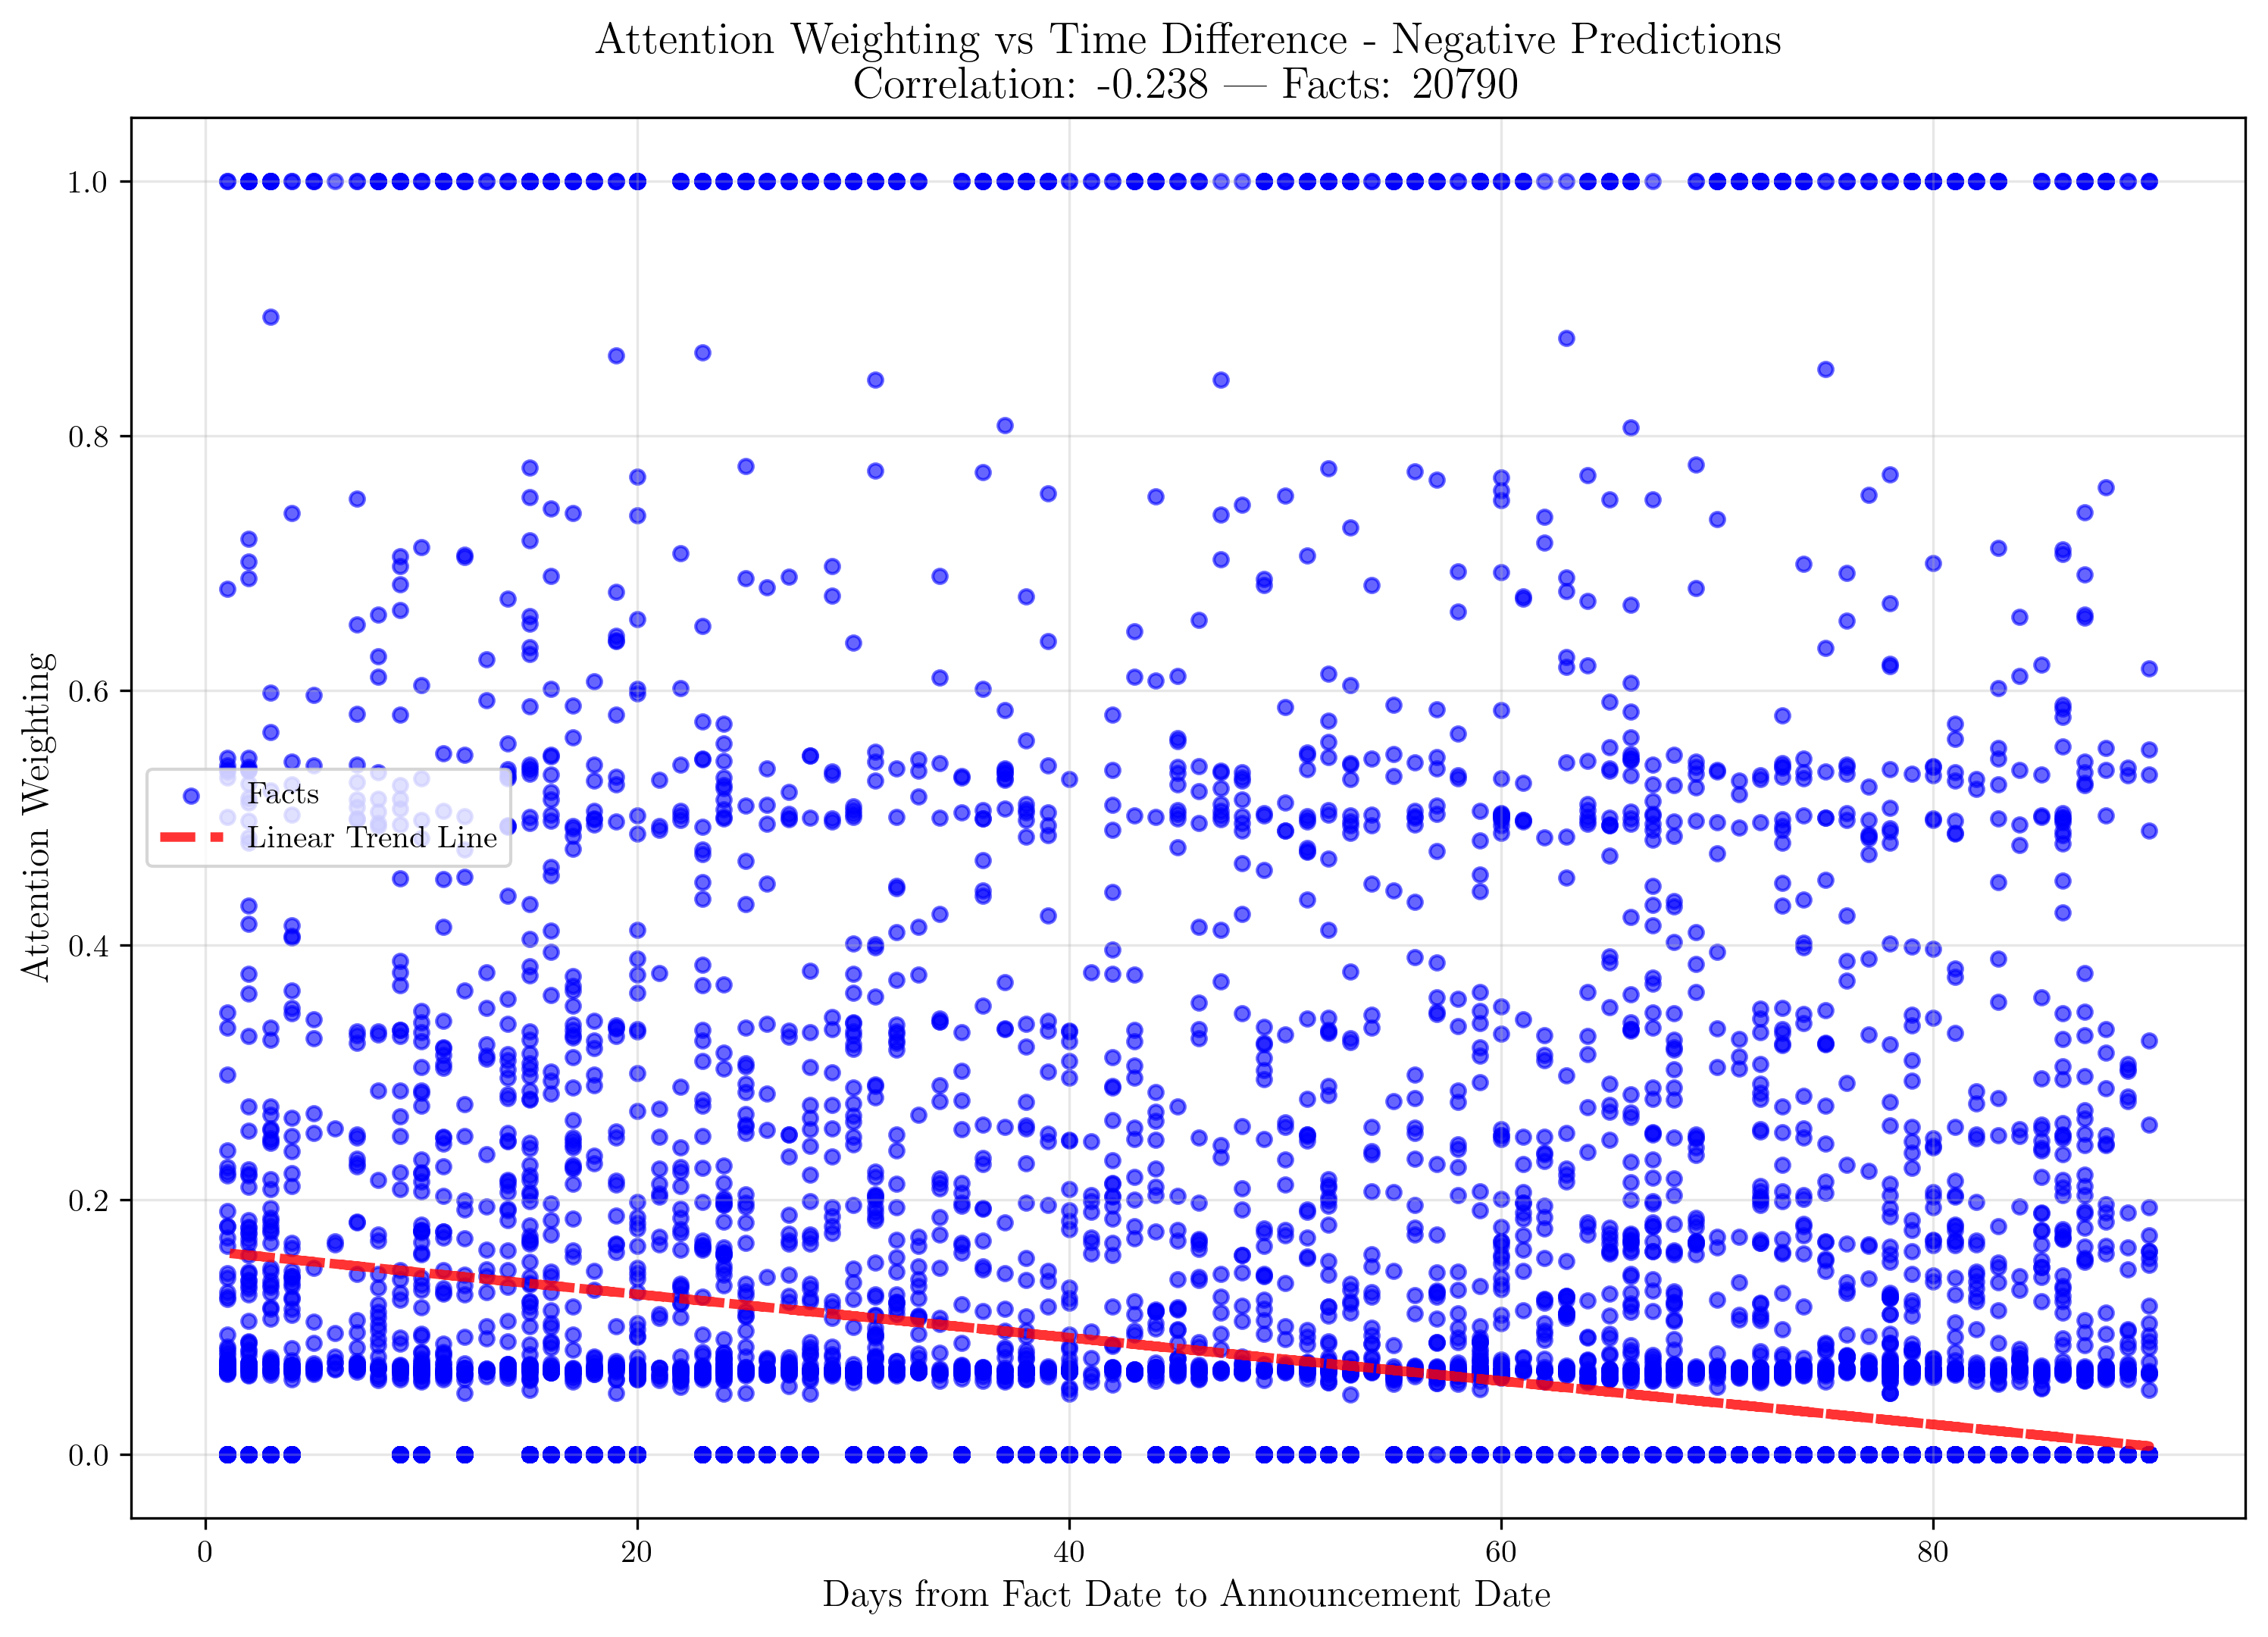 Attention Weighting vs Time Difference - Negative Predictions
Correlation: -0.238 — Facts: 20790
Attention Weighting
1.0
0.8
0.6
0.4
0.2
0.0
Facts
Linear Trend Line
0
20
40
60
80
Days from Fact Date to Announcement Date